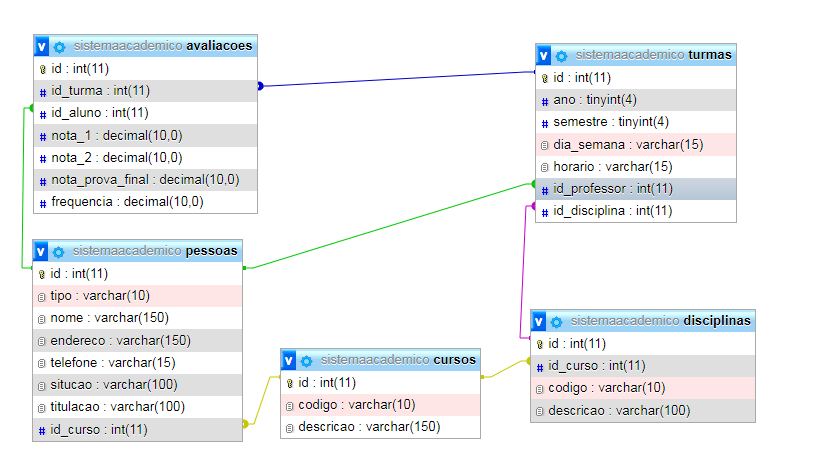 sistemaacademico avaliacoes
id : int(11)
id_turma : int(11)
id_aluno : int(11)
nota_1 : decimal(10,0)
nota_2 : decimal(10,0)
nota_prova_final : decimal(10,0)
frequencia : decimal(10,0)
sistemaacademico turmas
id : int(11)
ano : tinyint(4)
semestre : tinyint(4)
dia_semana : varchar(15)
horario : varchar(15)
id_professor : int(11)
id_disciplina : int(11)
sistemaacademico pessoas
id : int(11)
tipo : varchar(10)
nome : varchar(150)
endereco : varchar(150)
telefone : varchar(15)
situcao : varchar(100)
titulacao : varchar(100)
id_curso : int(11)
sistemaacademico cursos
id : int(11)
codigo : varchar(10)
descricao : varchar(150)
sistemaacademico disciplinas
id : int(11)
id_curso : int(11)
codigo : varchar(10)
descricao : varchar(100)